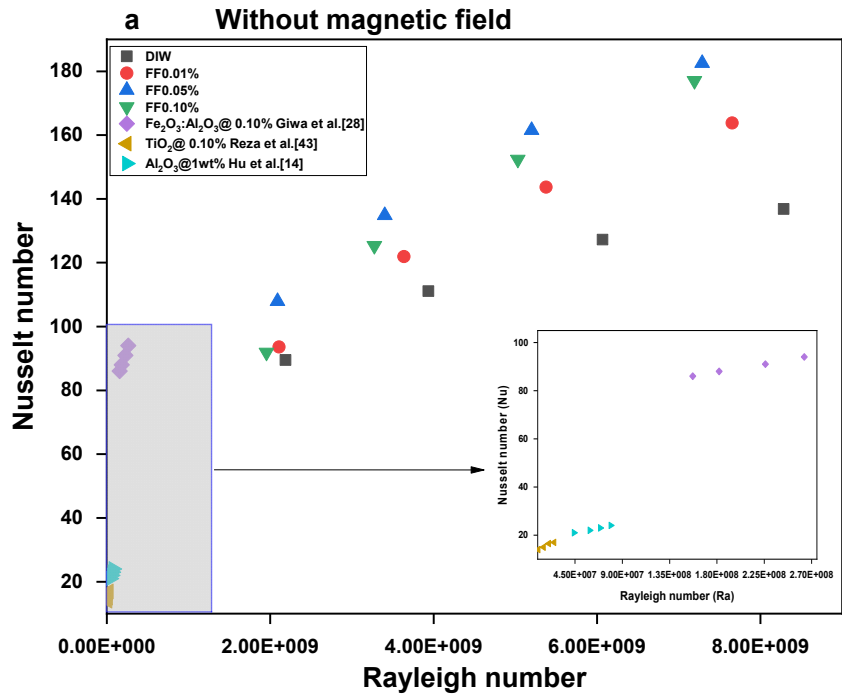 a Without magnetic field
DIW
FF0.01%
FF0.05%
FF0.10%
Fe₂O₃:Al₂O₃@ 0.10% Giwa et al.[28]
TiO₂@ 0.10% Reza et al.[43]
Al₂O₃@1wt% Hu et al.[14]
Nusselt number
180
160
140
120
100
80
60
40
20
0.00E+000 2.00E+009 4.00E+009 6.00E+009 8.00E+009
Rayleigh number
Nusselt number (Nu)
100
80
60
40
20
4.50E+007 9.00E+007 1.35E+008 1.80E+008 2.25E+008 2.70E+008
Rayleigh number (Ra)